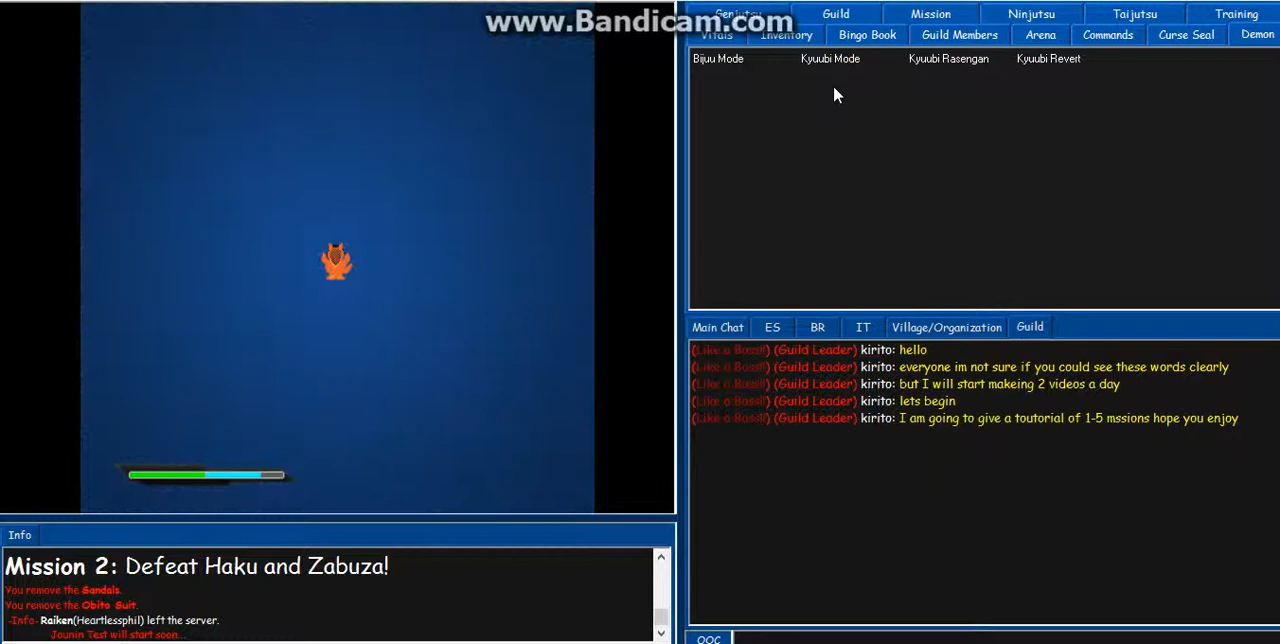 www.Bandicam.com
Genjutsu Guild Mission Ninjutsu Taijutsu Training
Vitals Inventory Bingo Book Guild Members Arena Commands Curse Seal Demon
Bijuu Mode Kyuubi Mode Kyuubi Rasengan Kyuubi Revert
Main Chat ES BR IT Village/Organization Guild
(Like a Boss!!) (Guild Leader) kirito: hello
(Like a Boss!!) (Guild Leader) kirito: everyone im not sure if you could see these words clearly
(Like a Boss!!) (Guild Leader) kirito: but I will start makeing 2 videos a day
(Like a Boss!!) (Guild Leader) kirito: lets begin
(Like a Boss!!) (Guild Leader) kirito: I am going to give a toutorial of 1-5 mssions hope you enjoy
Info
Mission 2: Defeat Haku and Zabuza!
You remove the Sandals.
You remove the Obito Suit.
-Info- Raiken(Heartlessphil) left the server.
Jounin Test will start soon...
OOC